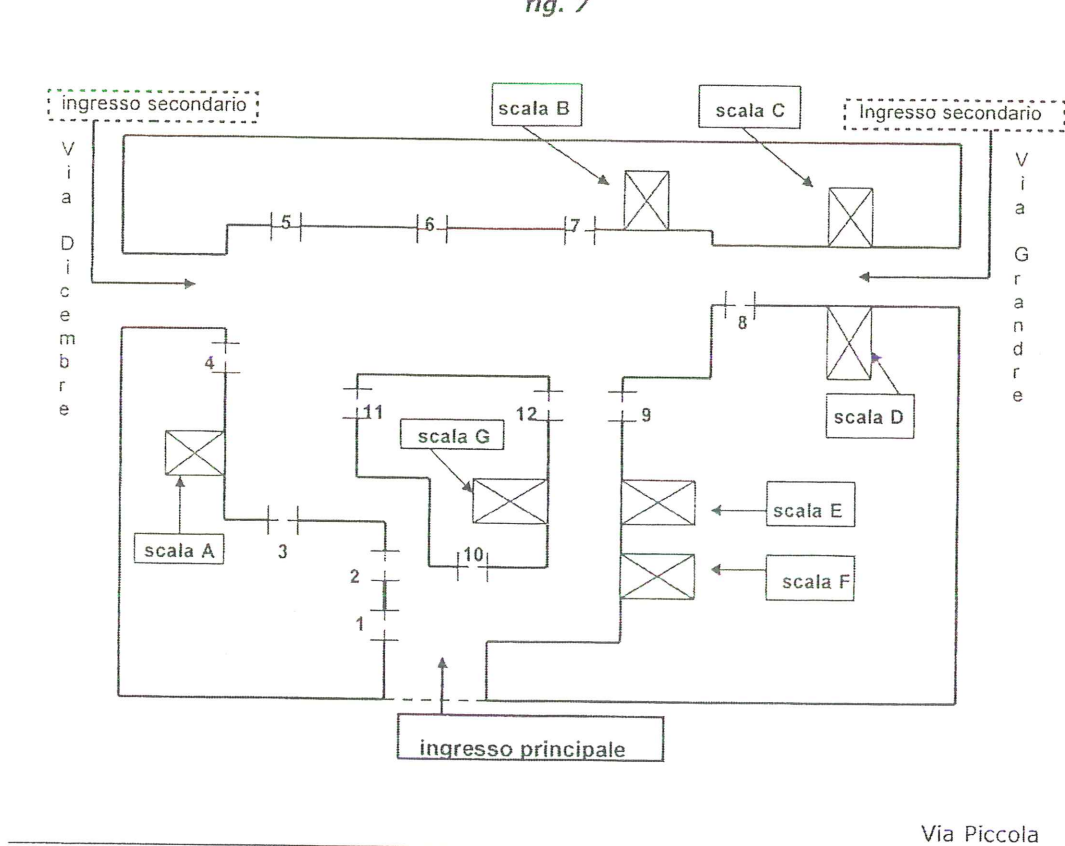 fig. 7
ingresso secondario
scala B
scala C
Ingresso secondario
Via Dicembre
Via Grandre
5
6
7
8
4
11
12
9
scala G
scala D
scala E
scala A
3
10
2
scala F
1
ingresso principale
Via Piccola